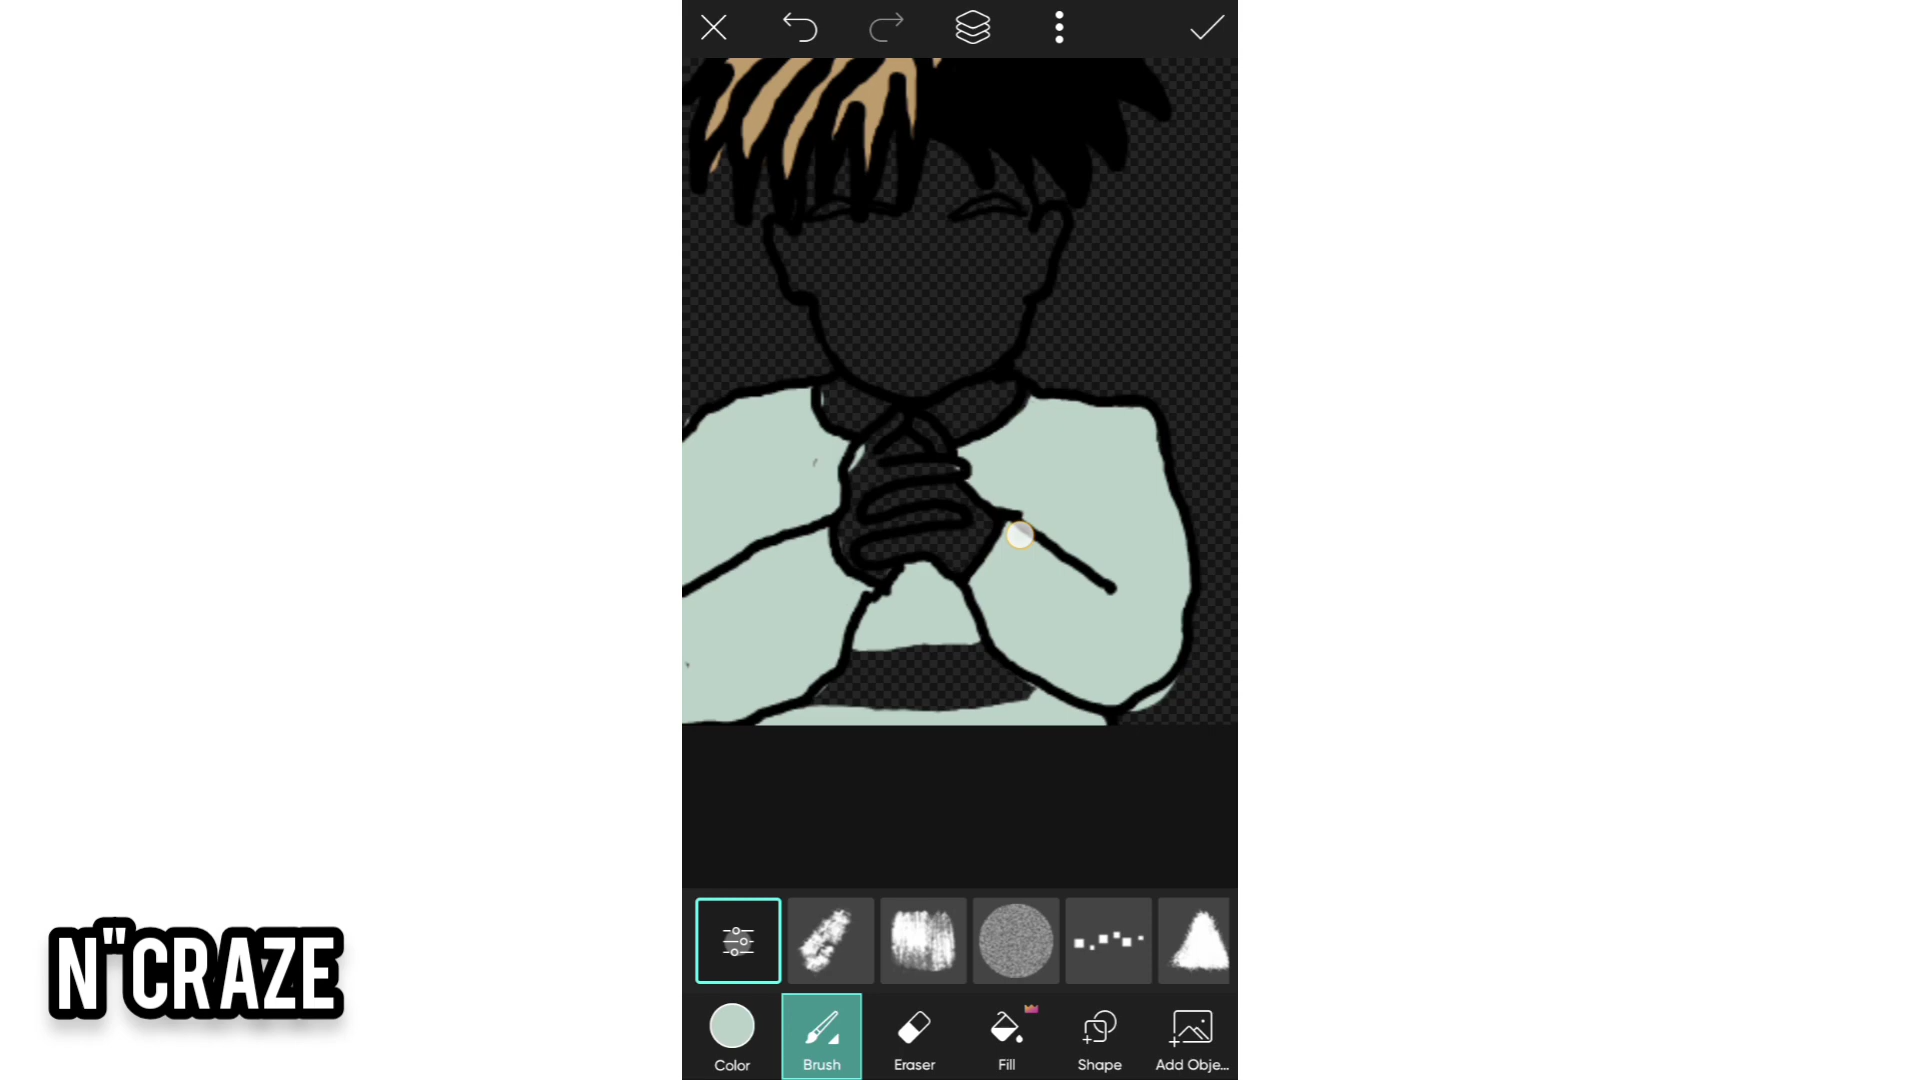 N"CRAZE
Color
Brush
Eraser
Fill
Shape
Add Obje...